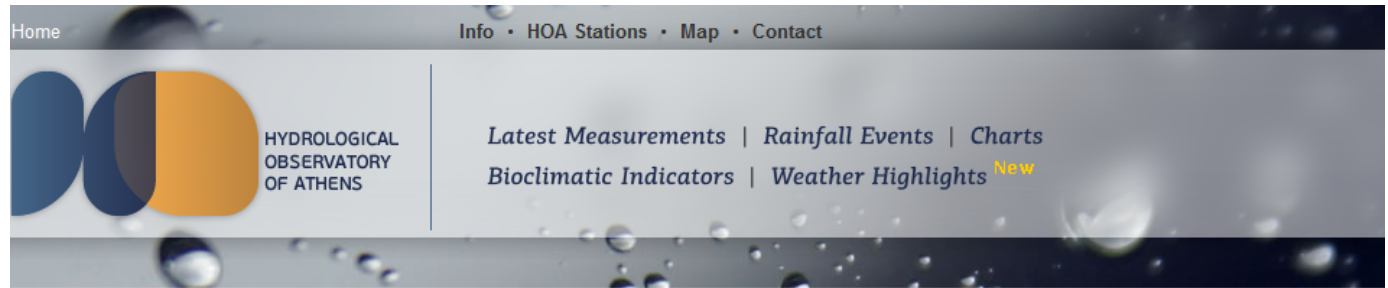 Home
Info • HOA Stations • Map • Contact
HYDROLOGICAL
OBSERVATORY
OF ATHENS
Latest Measurements | Rainfall Events | Charts
Bioclimatic Indicators | Weather Highlights New